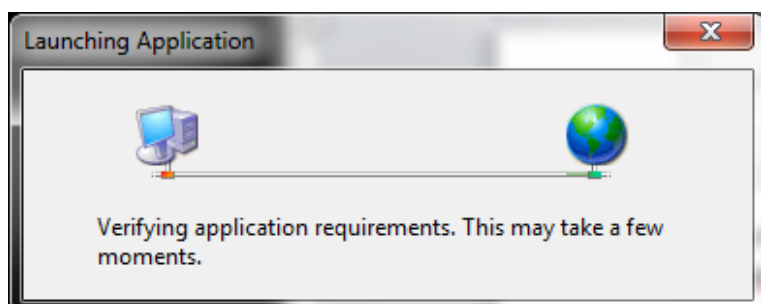 Launching Application
Verifying application requirements. This may take a few
moments.